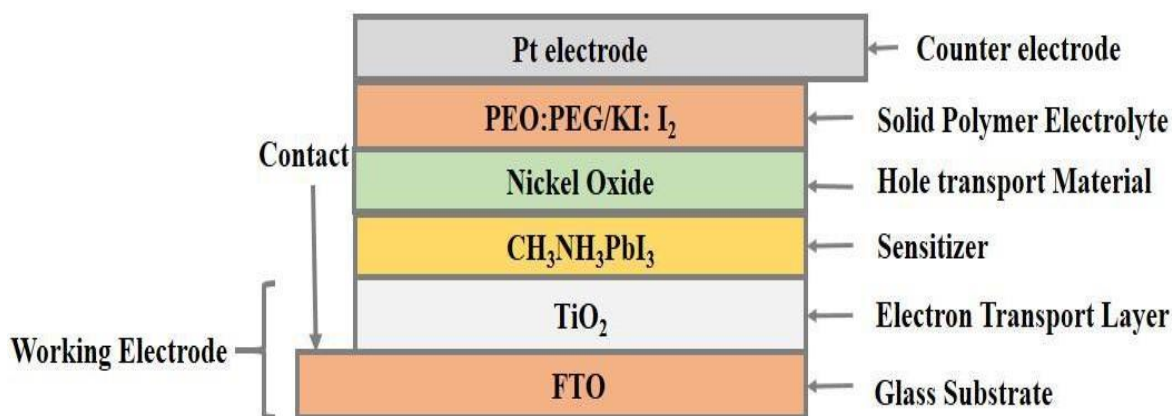 Pt electrode
Counter electrode
PEO:PEG/KI: I₂
Solid Polymer Electrolyte
Contact
Nickel Oxide
Hole transport Material
CH₃NH₃PbI₃
Sensitizer
TiO₂
Electron Transport Layer
Working Electrode
FTO
Glass Substrate